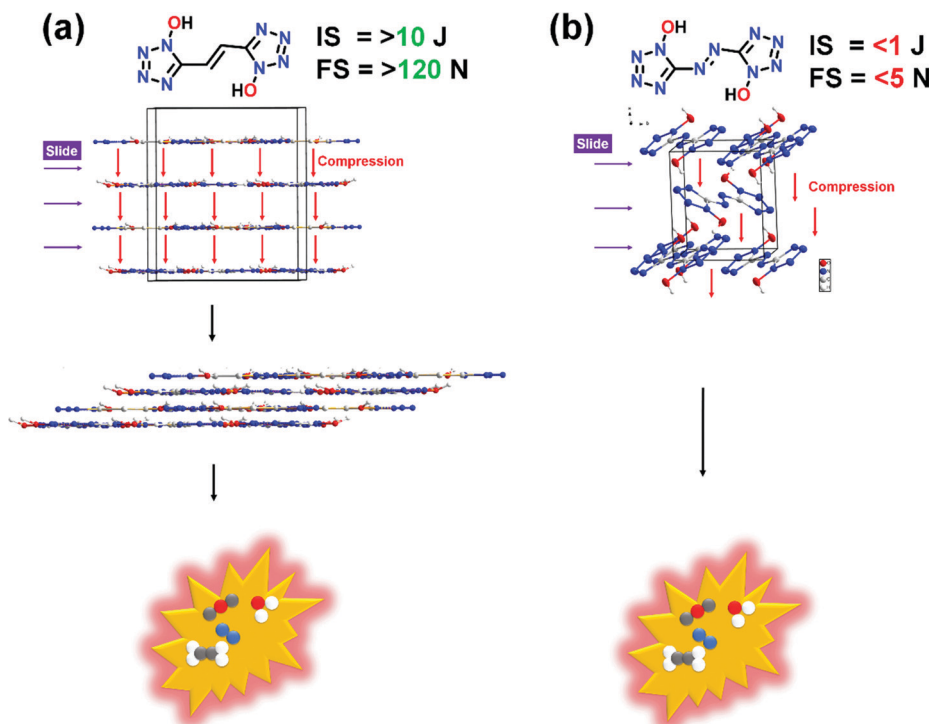 (a)
OH
N
N
N
N
N
N
N
N
HO
IS = >10 J
FS = >120 N
Slide
Compression
(b)
OH
N
N
N
N
N
N
N
N
N
N
HO
IS = <1 J
FS = <5 N
Slide
Compression